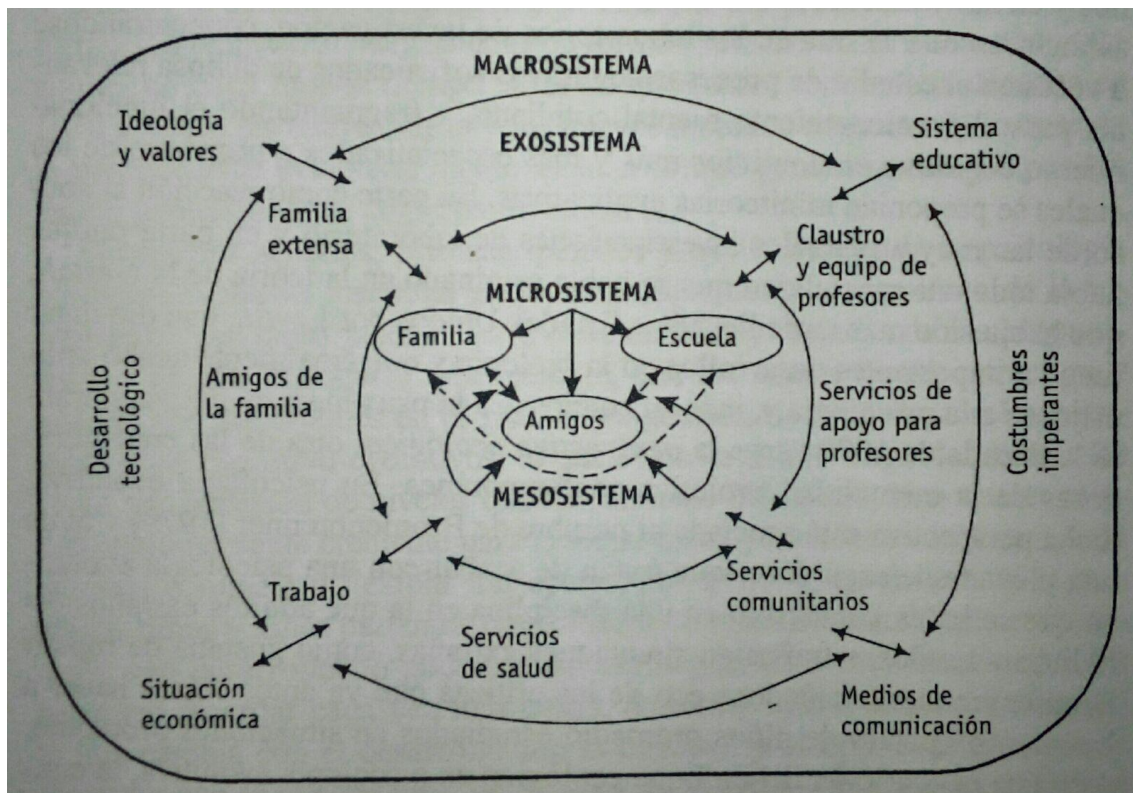 MACROSISTEMA
Ideología
y valores
EXOSISTEMA
Sistema
educativo
Familia
extensa
Claustro
y equipo de
profesores
MICROSISTEMA
Familia
Escuela
Desarrollo
tecnológico
Amigos de
la familia
Amigos
Servicios de
apoyo para
profesores
Costumbres
imperantes
MESOSISTEMA
Trabajo
Servicios
comunitarios
Servicios
de salud
Situación
económica
Medios de
comunicación